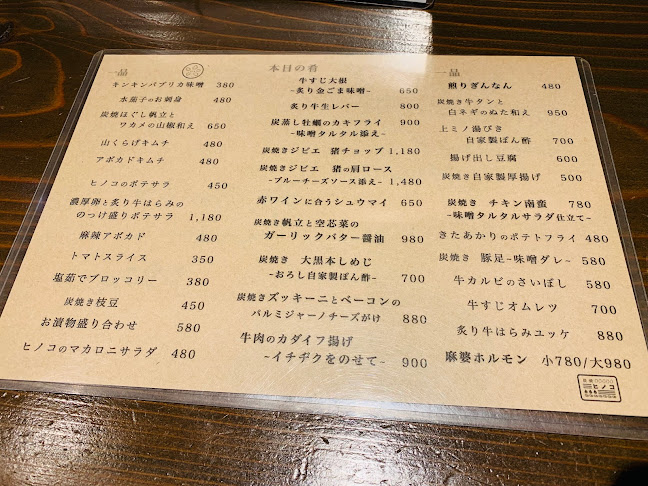 一品
キンキンパプリカ味噌 380
水茄子のお刺身 480
炭焼ほぐし帆立と
ワカメの山椒和え 650
山くらげキムチ 480
アボカドキムチ 480
ヒノコのポテサラ 450
濃厚卵と炙り牛はらみの
のっけ盛りポテサラ 1,180
麻辣アボカド 480
トマトスライス 350
塩茹でブロッコリー 380
炭焼き枝豆 450
お漬物盛り合わせ 580
ヒノコのマカロニサラダ 480
本日の肴
牛すじ大根
~炙り金ごま味噌~ 650
炙り牛生レバー 800
炭蒸し牡蠣のカキフライ 900
~味噌タルタル添え~
炭焼きジビエ 猪チョップ 1,180
炭焼きジビエ 猪の肩ロース
~ブルーチーズソース添え~ 1,480
赤ワインに合うシュウマイ 650
炭焼き帆立と空芯菜の
ガーリックバター醤油 980
炭焼き 大黒本しめじ
~おろし自家製ぽん酢~ 700
炭焼きズッキーニとベーコンの
パルミジャーノチーズがけ 880
牛肉のカダイフ揚げ
~イチヂクをのせて~ 900
一品
煎りぎんなん 480
炭焼き牛タンと
白ネギのぬた和え 950
上ミノ湯びき
自家製ぽん酢 700
揚げ出し豆腐 600
炭焼き自家製厚揚げ 500
炭焼き チキン南蛮 780
~味噌タルタルサラダ仕立て~
きたあかりのポテトフライ 480
炭焼き 豚足~味噌ダレ~ 580
牛カルビのさいぼし 580
牛すじオムレツ 700
炙り牛はらみユッケ 880
麻婆ホルモン 小780/大980
ヒノコ